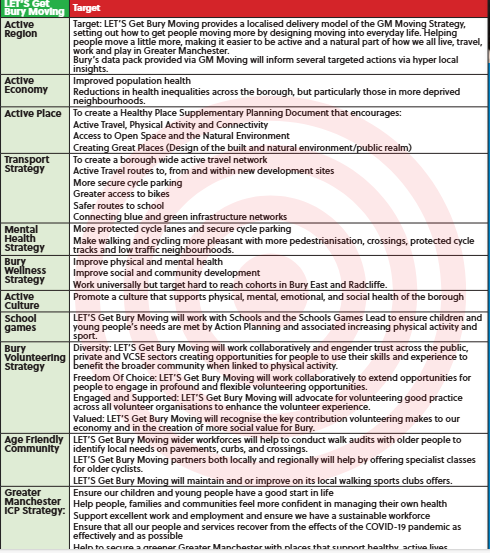 LET'S Get
Bury Moving
Target
Active
Region
Target: LET'S Get Bury Moving provides a localised delivery model of the GM Moving Strategy,
setting out how to get people moving more by designing moving into everyday life. Helping
people move a little more, making it easier to be active and a natural part of how we all live, travel,
work and play in Greater Manchester.
Bury's data pack provided via GM Moving will inform several targeted actions via hyper local
insights.
Active
Economy
Improved population health
Reductions in health inequalities across the borough, but particularly those in more deprived
neighbourhoods.
Active Place
To create a Healthy Place Supplementary Planning Document that encourages:
Active Travel, Physical Activity and Connectivity
Access to Open Space and the Natural Environment
Creating Great Places (Design of the built and natural environment/public realm)
Transport
Strategy
To create a borough wide active travel network
Active Travel routes to, from and within new development sites
More secure cycle parking
Greater access to bikes
Safer routes to school
Connecting blue and green infrastructure networks
Mental
Health
Strategy
More protected cycle lanes and secure cycle parking
Make walking and cycling more pleasant with more pedestrianisation, crossings, protected cycle
tracks and low traffic neighbourhoods.
Bury
Wellness
Strategy
Improve physical and mental health
Improve social and community development
Work universally but target hard to reach cohorts in Bury East and Radcliffe.
Active
Culture
Promote a culture that supports physical, mental, emotional, and social health of the borough
School
games
LET'S Get Bury Moving will work with Schools and the Schools Games Lead to ensure children and
young people's needs are met by Action Planning and associated increasing physical activity and
sport.
Bury
Volunteering
Strategy
Diversity: LET'S Get Bury Moving will work collaboratively and engender trust across the public,
private and VCSE sectors creating opportunities for people to use their skills and experience to
benefit the broader community when linked to physical activity.
Freedom Of Choice: LET'S Get Bury Moving will work collaboratively to extend opportunities for
people to engage in profound and flexible volunteering opportunities.
Engaged and Supported: LET'S Get Bury Moving will advocate for volunteering good practice
across all volunteer organisations to enhance the volunteer experience.
Valued: LET'S Get Bury Moving will recognise the key contribution volunteering makes to our
economy and in the creation of more social value for Bury.
Age Friendly
Community
LET'S Get Bury Moving wider workforces will help to conduct walk audits with older people to
identify local needs on pavements, curbs, and crossings.
LET'S Get Bury Moving partners both locally and regionally will help by offering specialist classes
for older cyclists.
LET'S Get Bury Moving will maintain and or improve on its local walking sports clubs offers.
Greater
Manchester
ICP Strategy:
Ensure our children and young people have a good start in life
Help people, families and communities feel more confident in managing their own health
Support excellent work and employment and ensure we have a sustainable workforce
Ensure that all our people and services recover from the effects of the COVID-19 pandemic as
effectively and as possible
Help to secure a greener Greater Manchester with places that support healthy, active lives